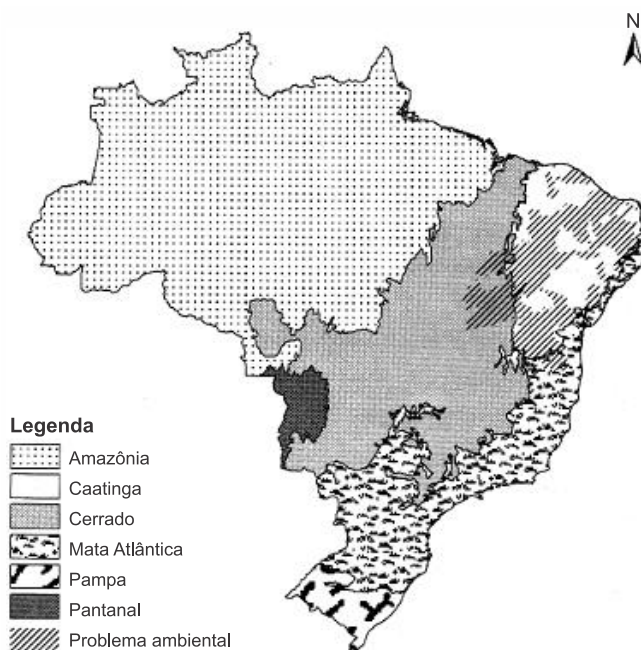 N
Legenda
Amazônia
Caatinga
Cerrado
Mata Atlântica
Pampa
Pantanal
Problema ambiental